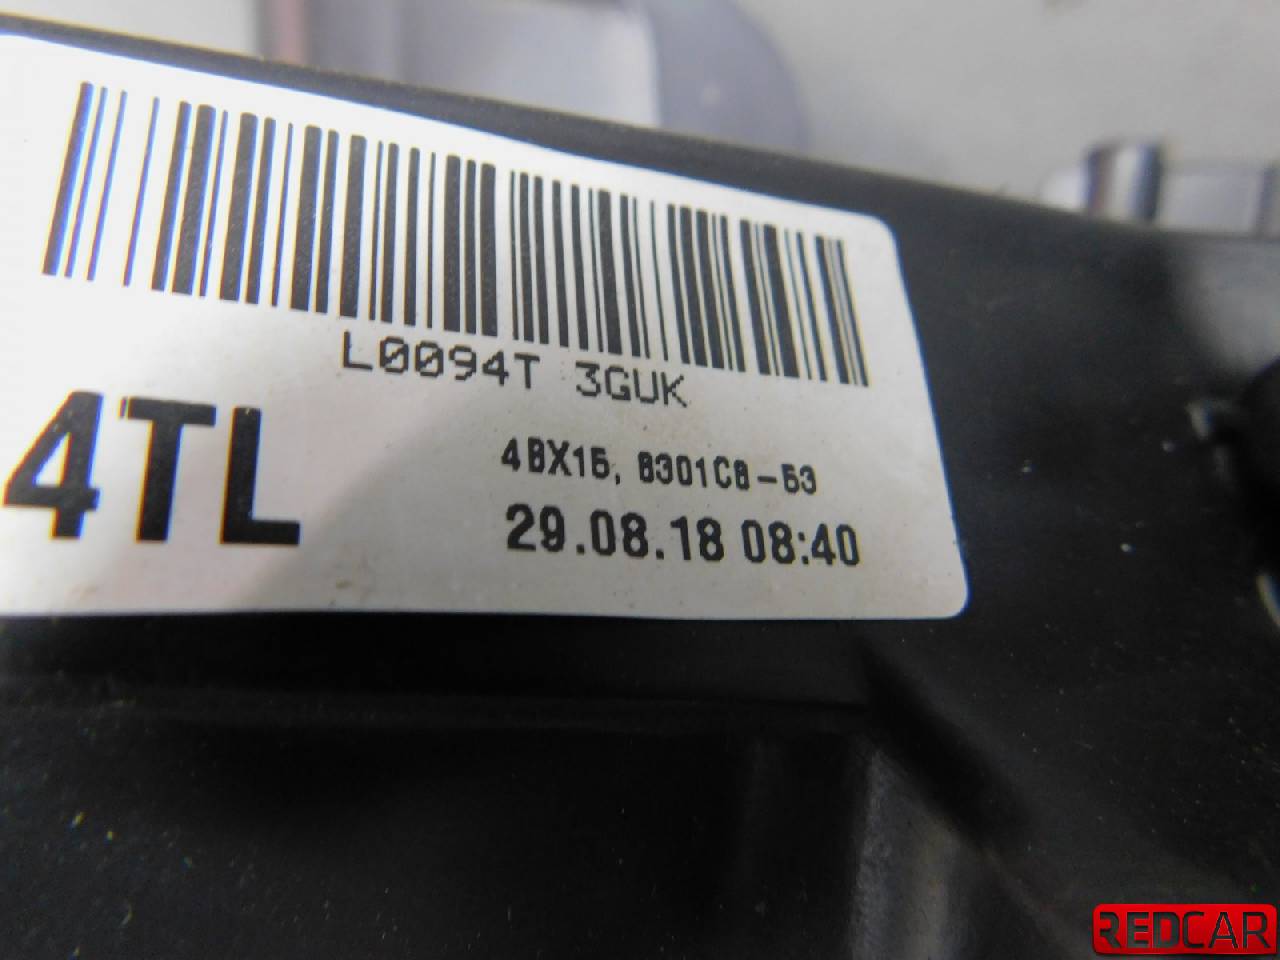 L0094T 3GUK
4TL
4BX15, 8301C8-53
29.08.18 08:40
REDCAR